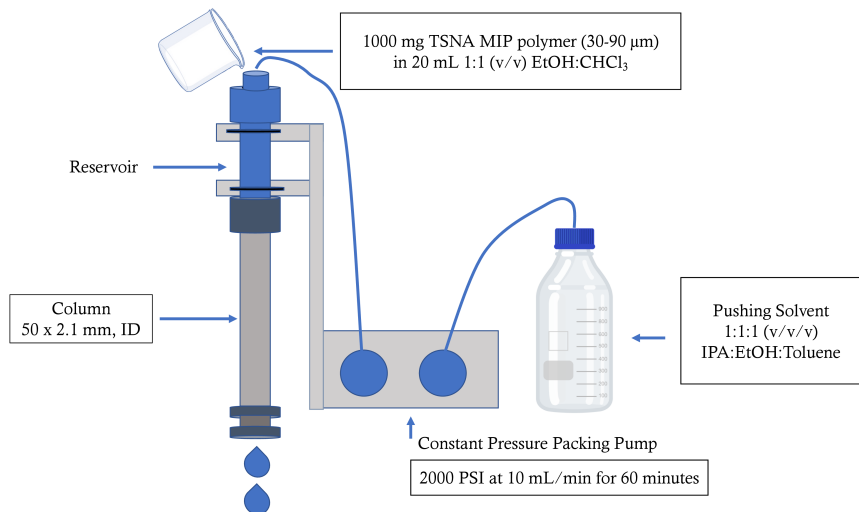 1000 mg TSNA MIP polymer (30-90 µm)
in 20 mL 1:1 (v/v) EtOH:CHCl₃
Reservoir
Column
50 x 2.1 mm, ID
Pushing Solvent
1:1:1 (v/v/v)
IPA:EtOH:Toluene
Constant Pressure Packing Pump
2000 PSI at 10 mL/min for 60 minutes